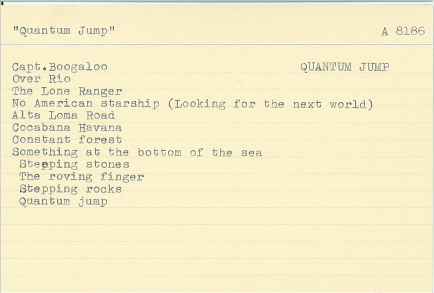 "Quantum Jump" A 8186
Capt.Boogaloo QUANTUM JUMP
Over Rio
The Lone Ranger
No American starship (Looking for the next world)
Alta Loma Road
Cocabana Havana
Constant forest
Something at the bottom of the sea
Stepping stones
The roving finger
Stepping rocks
Quantum jump